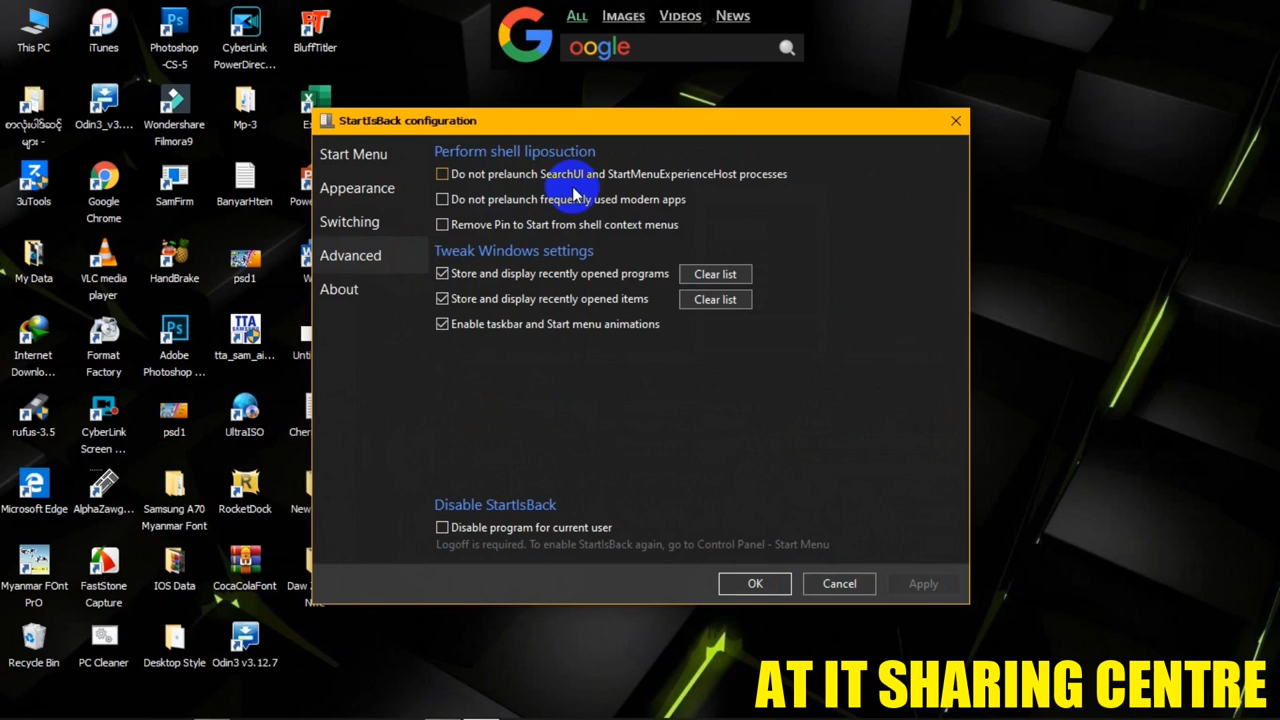 ALL IMAGES VIDEOS NEWS
oogle
This PC
iTunes
Photoshop
-CS-5
CyberLink
PowerDirec...
BluffTitler
Odin3_v3....
Wondershare
Filmora9
Mp-3
3uTools
Google
Chrome
SamFirm
BanyarHtein
My Data
VLC media
player
HandBrake
psd1
Internet
Downlo...
Format
Factory
Adobe
Photoshop ...
tta_sam_ai...
rufus-3.5
CyberLink
Screen ...
psd1
UltraISO
Microsoft Edge
AlphaZawg...
Samsung A70
Myanmar Font
RocketDock
Myanmar FOnt
PrO
FastStone
Capture
IOS Data
CocaColaFont
Daw
Recycle Bin
PC Cleaner
Desktop Style
Odin3 v3.12.7
StartIsBack configuration
Start Menu
Appearance
Switching
Advanced
About
Perform shell liposuction
Do not prelaunch SearchUI and StartMenuExperienceHost processes
Do not prelaunch frequently used modern apps
Remove Pin to Start from shell context menus
Tweak Windows settings
Store and display recently opened programs
Clear list
Store and display recently opened items
Clear list
Enable taskbar and Start menu animations
Disable StartIsBack
Disable program for current user
Logoff is required. To enable StartIsBack again, go to Control Panel - Start Menu
OK
Cancel
Apply
AT IT SHARING CENTRE